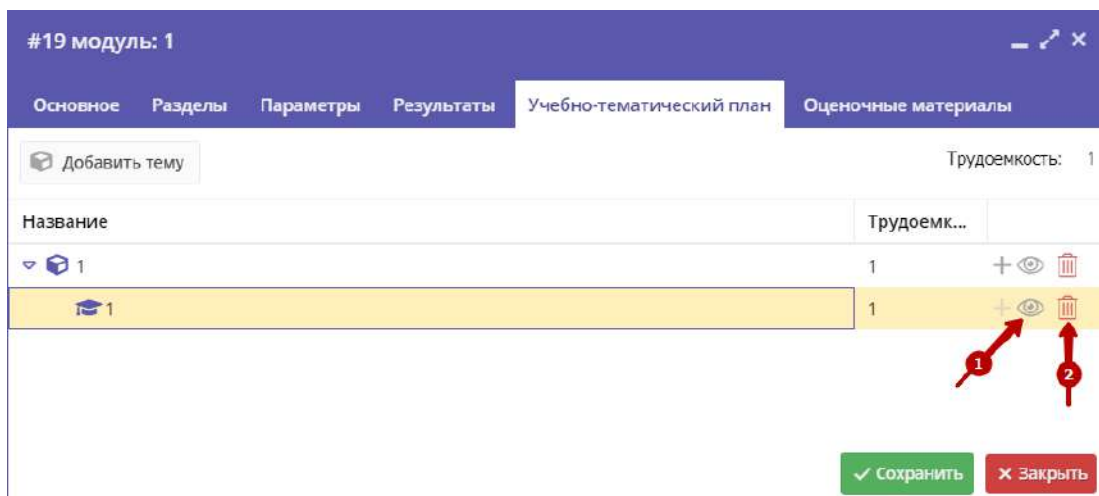 #19 модуль: 1
Основное Разделы Параметры Результаты Учебно-тематический план Оценочные материалы
Добавить тему Трудоемкость: 1
Название Трудоемк...
1 1
1 1
1
2
Сохранить Закрыть